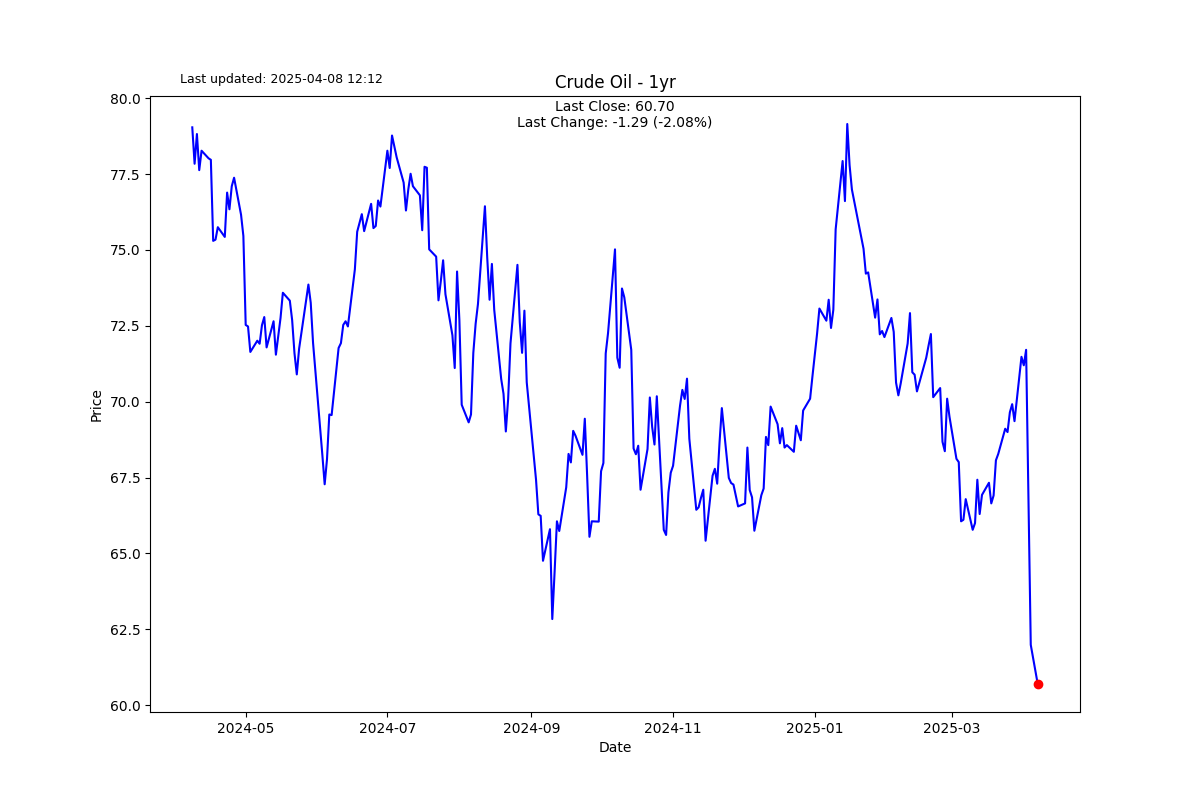 Last updated: 2025-04-08 12:12
Crude Oil - 1yr
Last Close: 60.70
Last Change: -1.29 (-2.08%)
Price
80.0
77.5
75.0
72.5
70.0
67.5
65.0
62.5
60.0
2024-05
2024-07
2024-09
2024-11
2025-01
2025-03
Date